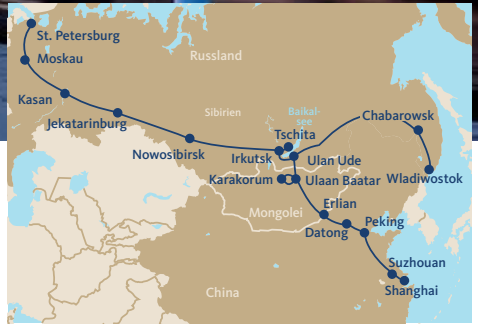 St. Petersburg
Moskau
Russland
Kasan
Sibirien
Baikal-
see
Chabarowsk
Jekatarinburg
Tschita
Nowosibirsk
Irkutsk
Ulan Ude
Karakorum
Ulaan Baatar
Wladiwostok
Erlian
Mongolei
Peking
Datong
Suzhouan
China
Shanghai